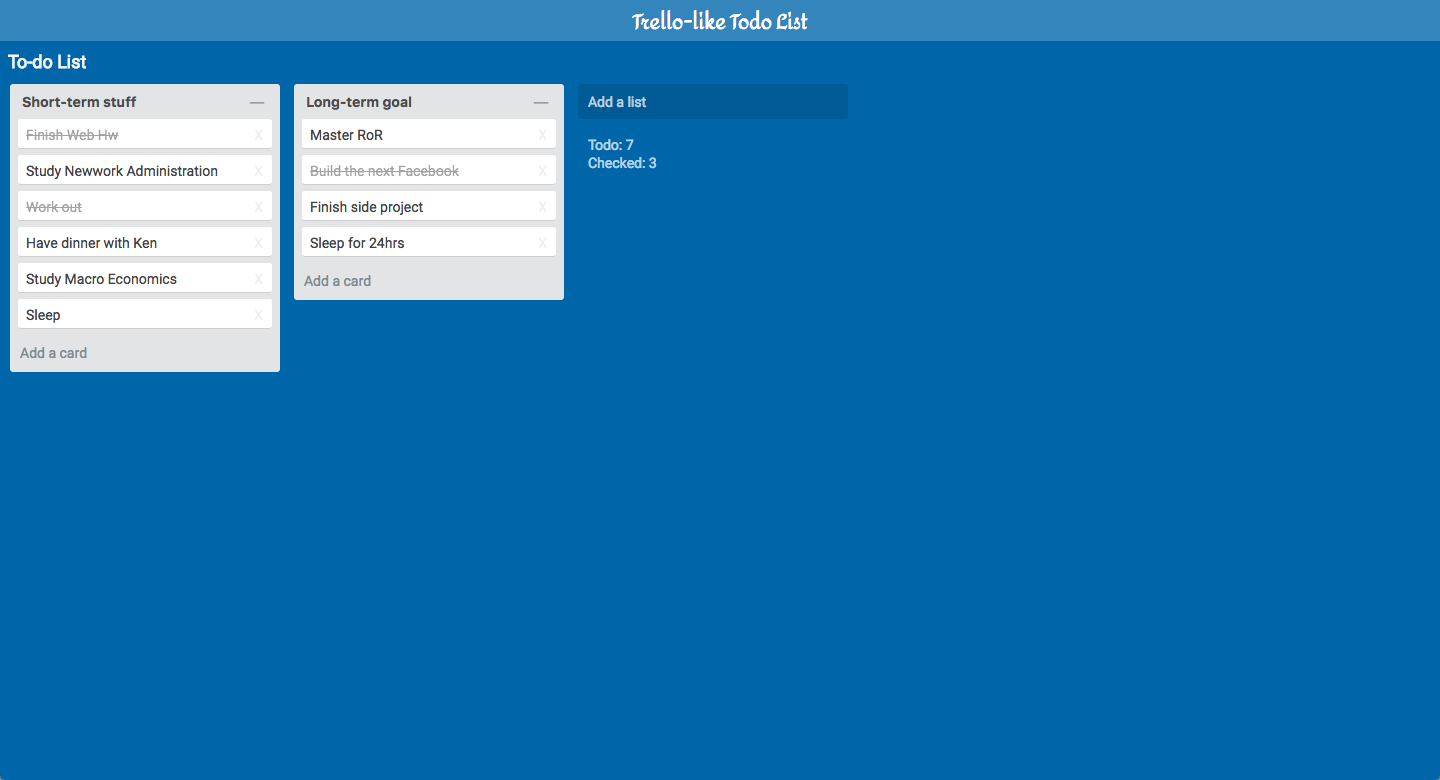 Trello-like Todo List
To-do List
Short-term stuff —
Finish Web Hw X
Study Newwork Administration X
Work out X
Have dinner with Ken X
Study Macro Economics X
Sleep X
Add a card
Long-term goal —
Master RoR X
Build the next Facebook X
Finish side project X
Sleep for 24hrs X
Add a card
Add a list
Todo: 7
Checked: 3